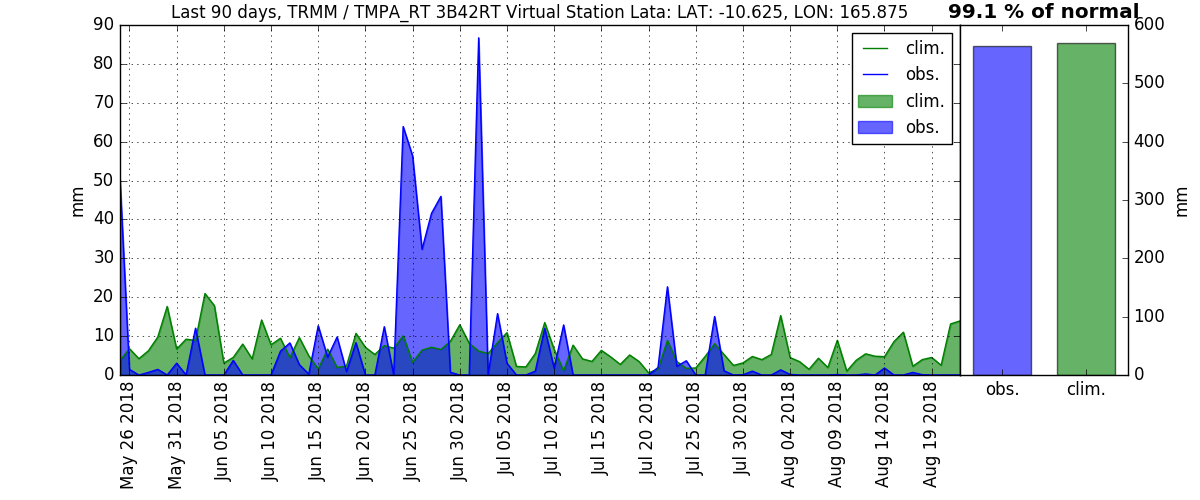 Last 90 days, TRMM / TMPA_RT 3B42RT Virtual Station Lata: LAT: -10.625, LON: 165.875
99.1 % of normal
mm
90
80
70
60
50
40
30
20
10
0
clim.
obs.
clim.
obs.
May 26 2018
May 31 2018
Jun 05 2018
Jun 10 2018
Jun 15 2018
Jun 20 2018
Jun 25 2018
Jun 30 2018
Jul 05 2018
Jul 10 2018
Jul 15 2018
Jul 20 2018
Jul 25 2018
Jul 30 2018
Aug 04 2018
Aug 09 2018
Aug 14 2018
Aug 19 2018
600
500
400
300
200
100
0
mm
obs.
clim.